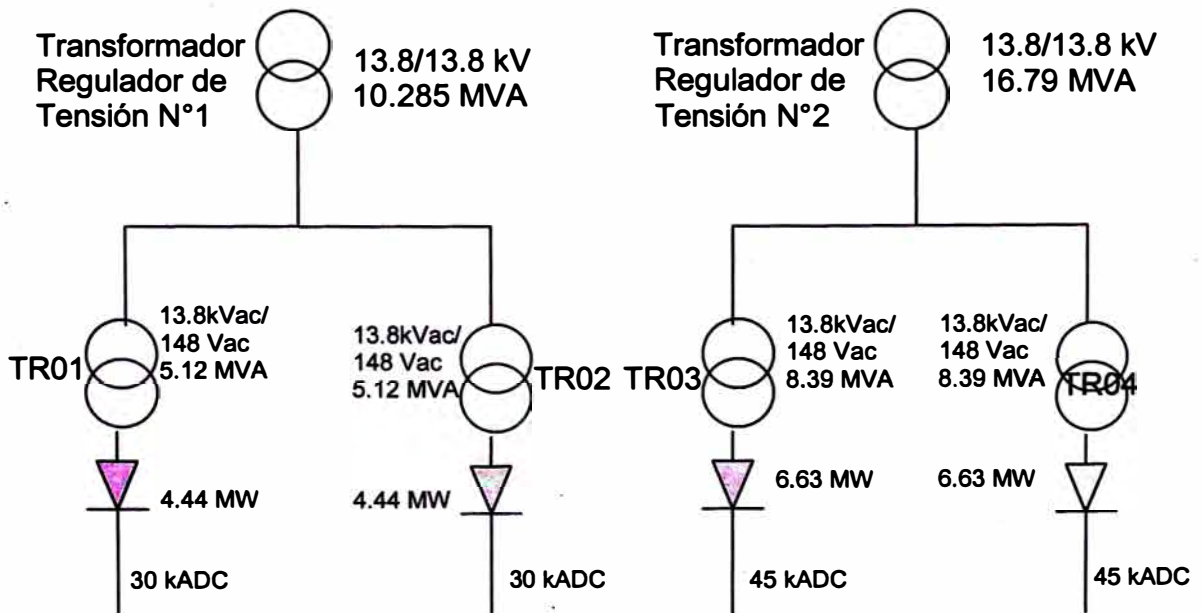 Transformador
Regulador de
Tensión N°1
13.8/13.8 kV
10.285 MVA
Transformador
Regulador de
Tensión N°2
13.8/13.8 kV
16.79 MVA
TR01
13.8kVac/
148 Vac
5.12 MVA
13.8kVac/
148 Vac
5.12 MVA
TR02
TR03
13.8kVac/
148 Vac
8.39 MVA
13.8kVac/
148 Vac
8.39 MVA
TR04
4.44 MW
4.44 MW
6.63 MW
6.63 MW
30 kADC
30 kADC
45 kADC
45 kADC